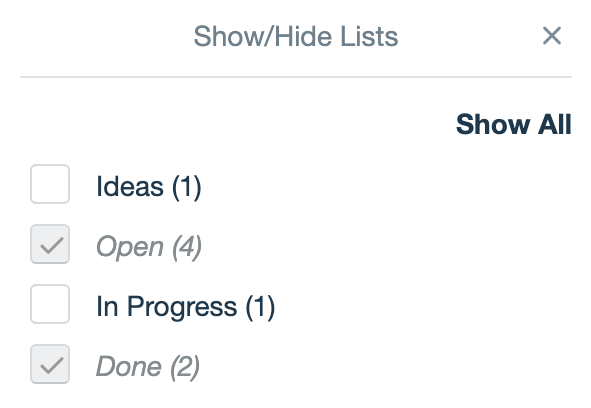 Show/Hide Lists
Show All
Ideas (1)
Open (4)
In Progress (1)
Done (2)